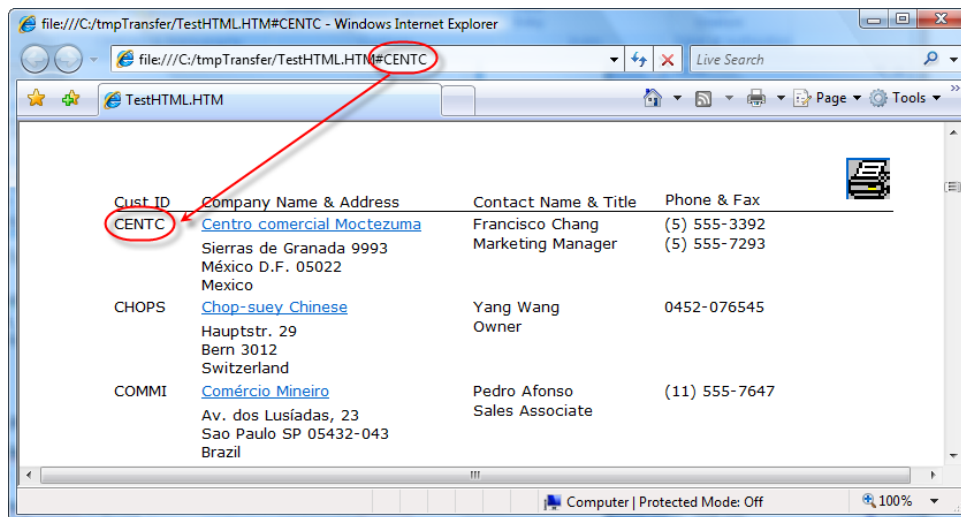 file:///C:/tmpTransfer/TestHTML.HTM#CENTC - Windows Internet Explorer
file:///C:/tmpTransfer/TestHTML.HTM#CENTC
Live Search
TestHTML.HTM
Page
Tools
Cust ID Company Name & Address Contact Name & Title Phone & Fax
CENTC Centro comercial Moctezuma Francisco Chang (5) 555-3392
Sierras de Granada 9993 Marketing Manager (5) 555-7293
México D.F. 05022
Mexico
CHOPS Chop-suey Chinese Yang Wang 0452-076545
Hauptstr. 29 Owner
Bern 3012
Switzerland
COMMI Comércio Mineiro Pedro Afonso (11) 555-7647
Av. dos Lusíadas, 23 Sales Associate
Sao Paulo SP 05432-043
Brazil
Computer | Protected Mode: Off 100%